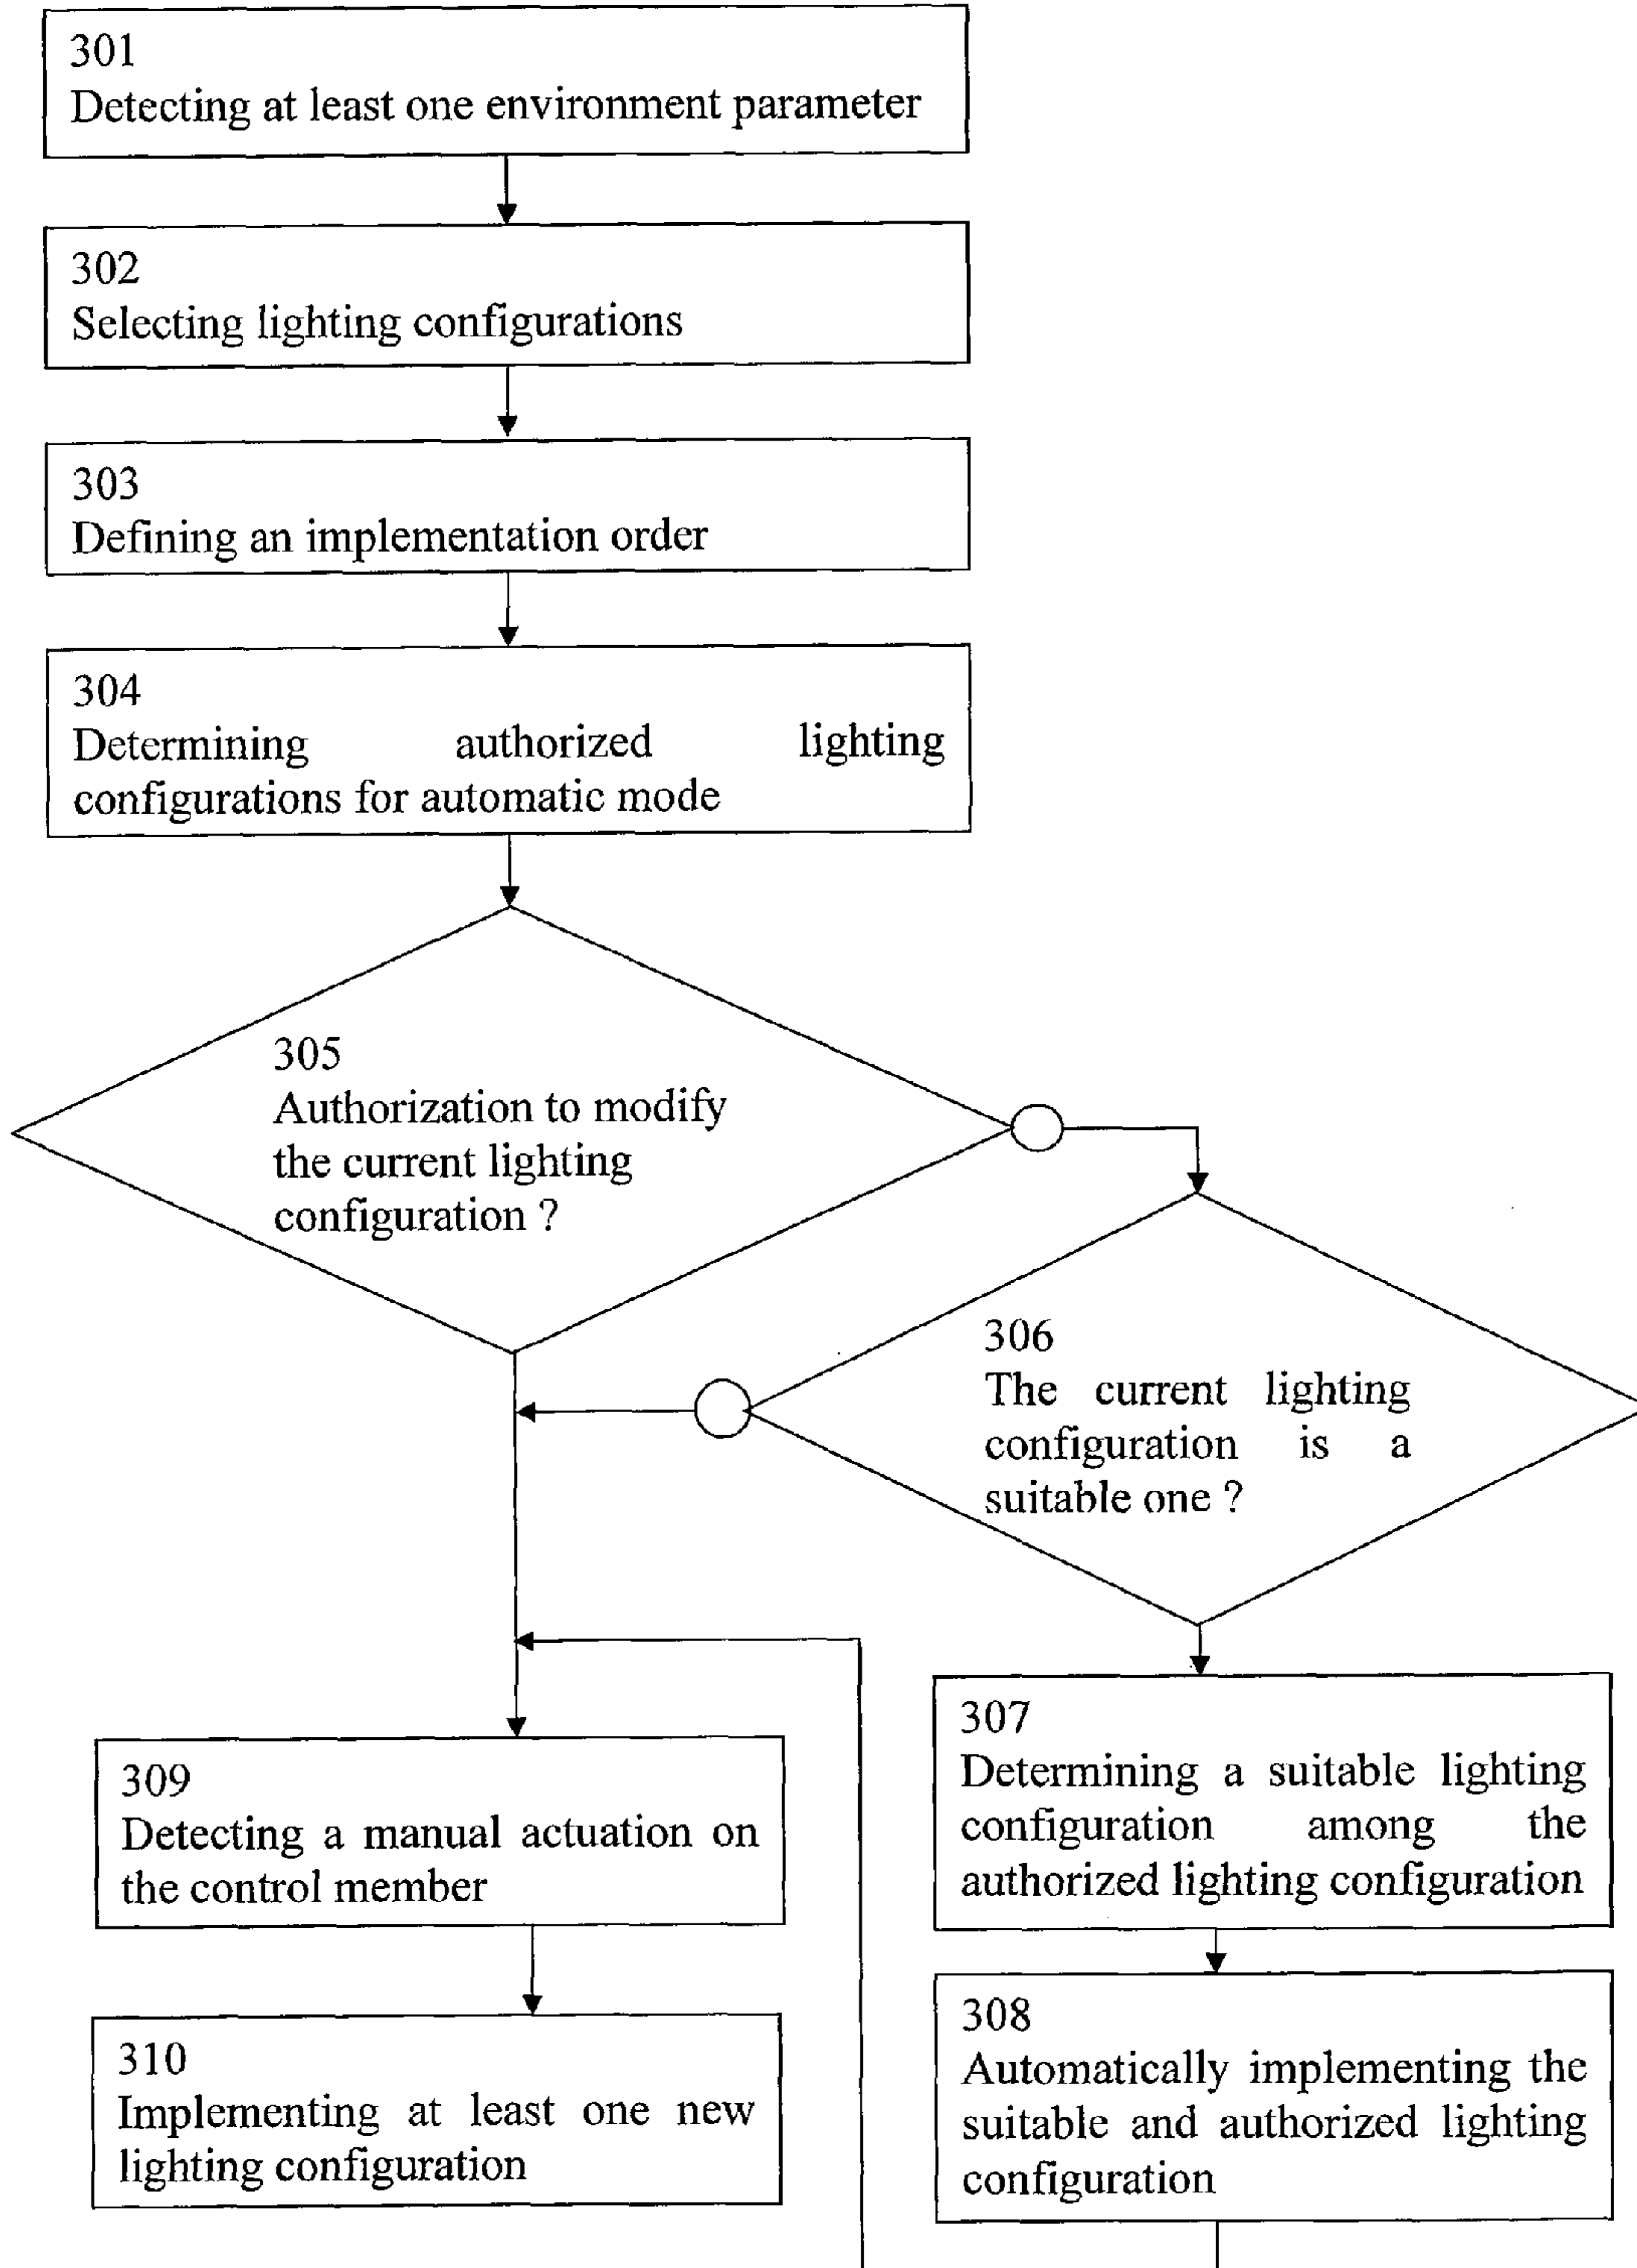 301
Detecting at least one environment parameter
302
Selecting lighting configurations
303
Defining an implementation order
304
Determining authorized lighting
configurations for automatic mode
305
Authorization to modify
the current lighting
configuration ?
306
The current lighting
configuration is a
suitable one ?
307
Determining a suitable lighting
configuration among the
authorized lighting configuration
308
Automatically implementing the
suitable and authorized lighting
configuration
309
Detecting a manual actuation on
the control member
310
Implementing at least one new
lighting configuration